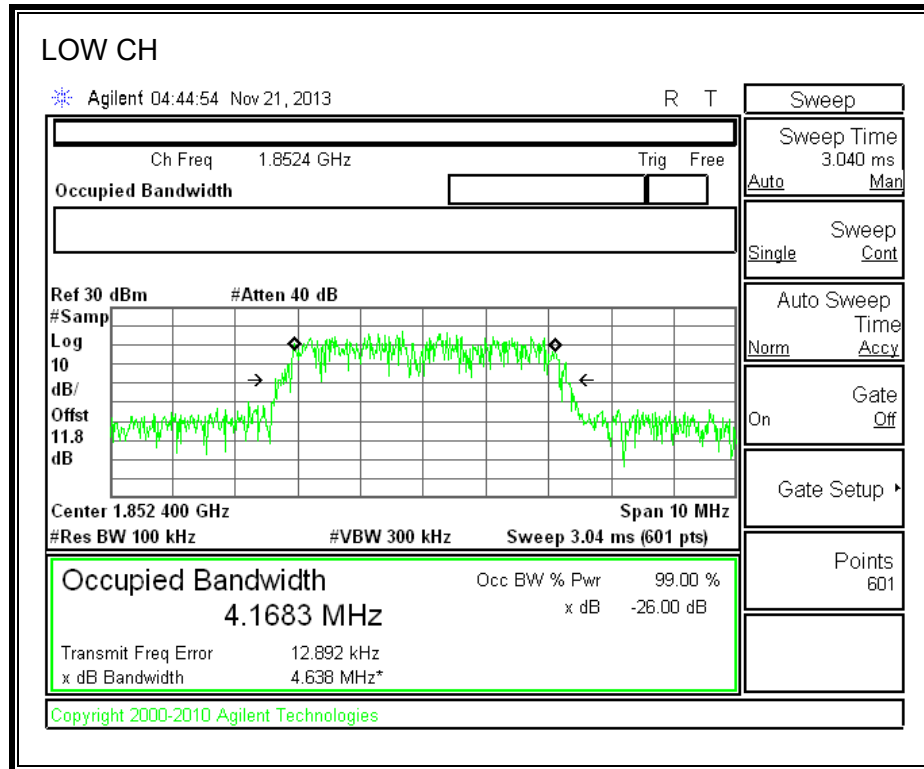 LOW CH
Agilent 04:44:54 Nov 21, 2013 R T
Ch Freq 1.8524 GHz Trig Free
Occupied Bandwidth
Ref 30 dBm #Atten 40 dB
#Samp
Log
10
dB/
Offst
11.8
dB
Center 1.852 400 GHz Span 10 MHz
#Res BW 100 kHz #VBW 300 kHz Sweep 3.04 ms (601 pts)
Occupied Bandwidth Occ BW % Pwr 99.00 %
4.1683 MHz x dB -26.00 dB
Transmit Freq Error 12.892 kHz
x dB Bandwidth 4.638 MHz*
Copyright 2000-2010 Agilent Technologies
Sweep
Sweep Time
3.040 ms
Auto Man
Sweep
Single Cont
Auto Sweep
Time
Norm Accy
Gate
On Off
Gate Setup
Points
601